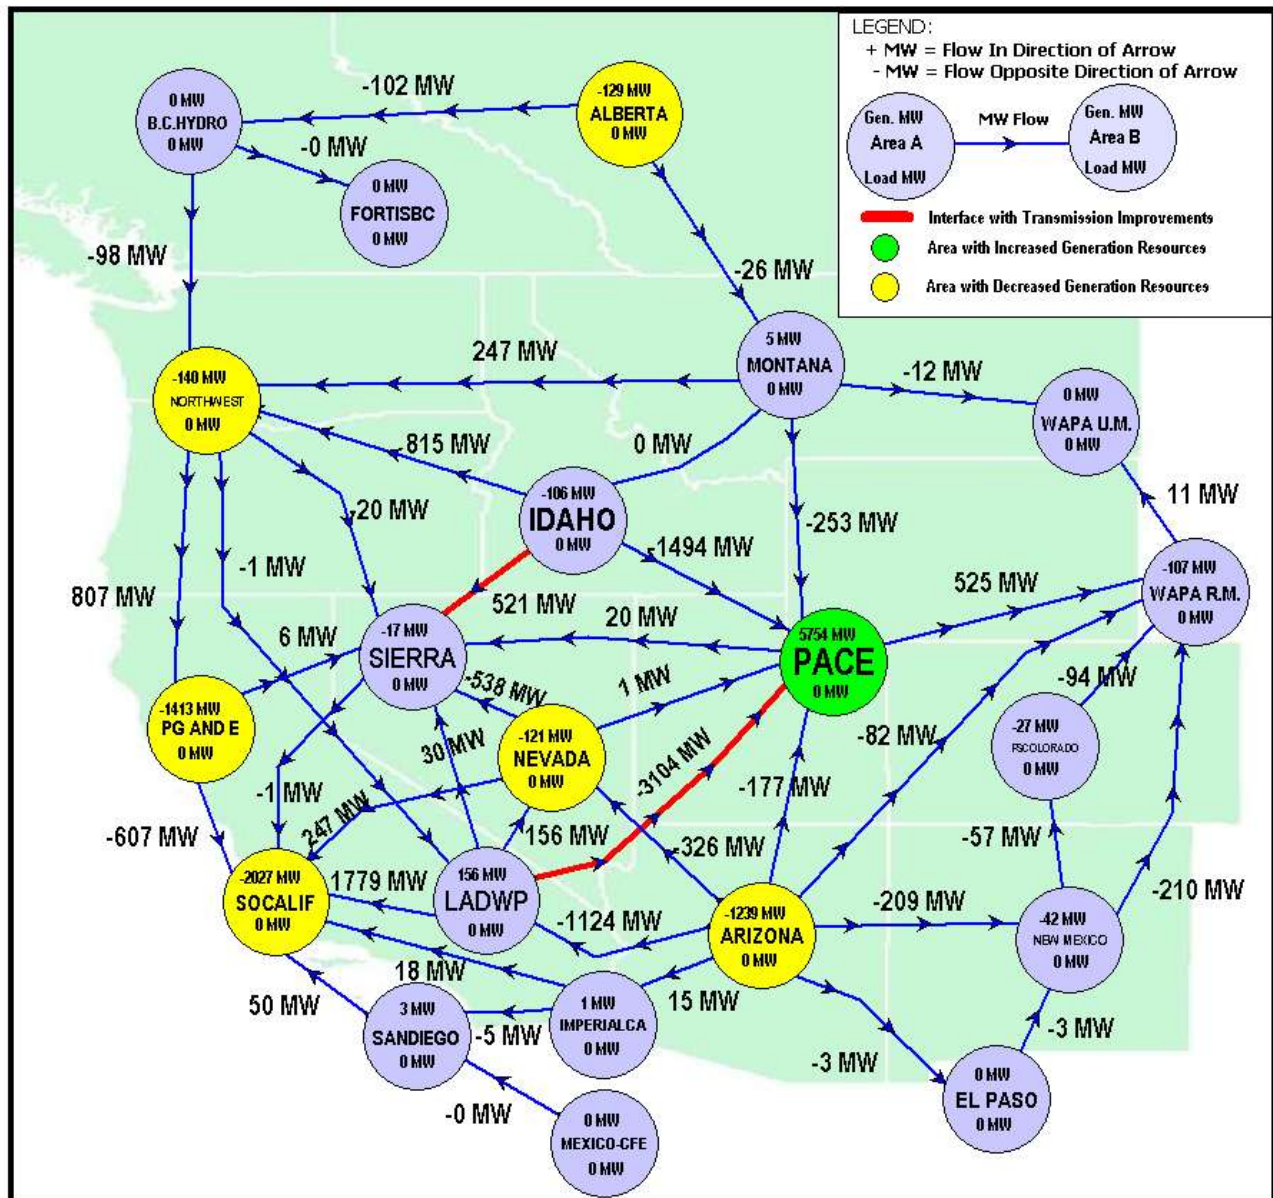 LEGEND:
+ MW = Flow In Direction of Arrow
- MW = Flow Opposite Direction of Arrow
Gen. MW
Area A
Load MW
MW Flow
Gen. MW
Area B
Load MW
Interface with Transmission Improvements
Area with Increased Generation Resources
Area with Decreased Generation Resources
0 MW
B.C.HYDRO
0 MW
-102 MW
-129 MW
ALBERTA
0 MW
-0 MW
0 MW
FORTISBC
0 MW
-98 MW
-26 MW
-140 MW
NORTHWEST
0 MW
247 MW
5 MW
MONTANA
0 MW
-12 MW
0 MW
WAPA U.M.
0 MW
815 MW
0 MW
11 MW
-106 MW
IDAHO
0 MW
-20 MW
-253 MW
-1494 MW
-1 MW
807 MW
521 MW
525 MW
-107 MW
WAPA R.M.
0 MW
6 MW
20 MW
-17 MW
SIERRA
0 MW
5754 MW
PACE
0 MW
-538 MW
1 MW
-94 MW
-1413 MW
PG AND E
0 MW
30 MW
-121 MW
NEVADA
0 MW
-3104 MW
-82 MW
-27 MW
PSCOLORADO
0 MW
-1 MW
247 MW
-177 MW
-607 MW
156 MW
-326 MW
-57 MW
-2027 MW
SOCALIF
0 MW
1779 MW
156 MW
LADWP
0 MW
-1124 MW
-1239 MW
ARIZONA
0 MW
-209 MW
-210 MW
-42 MW
NEW MEXICO
0 MW
18 MW
50 MW
3 MW
SANDIEGO
0 MW
-5 MW
1 MW
IMPERIALCA
0 MW
15 MW
-3 MW
-3 MW
0 MW
EL PASO
0 MW
-0 MW
0 MW
MEXICO-CFE
0 MW